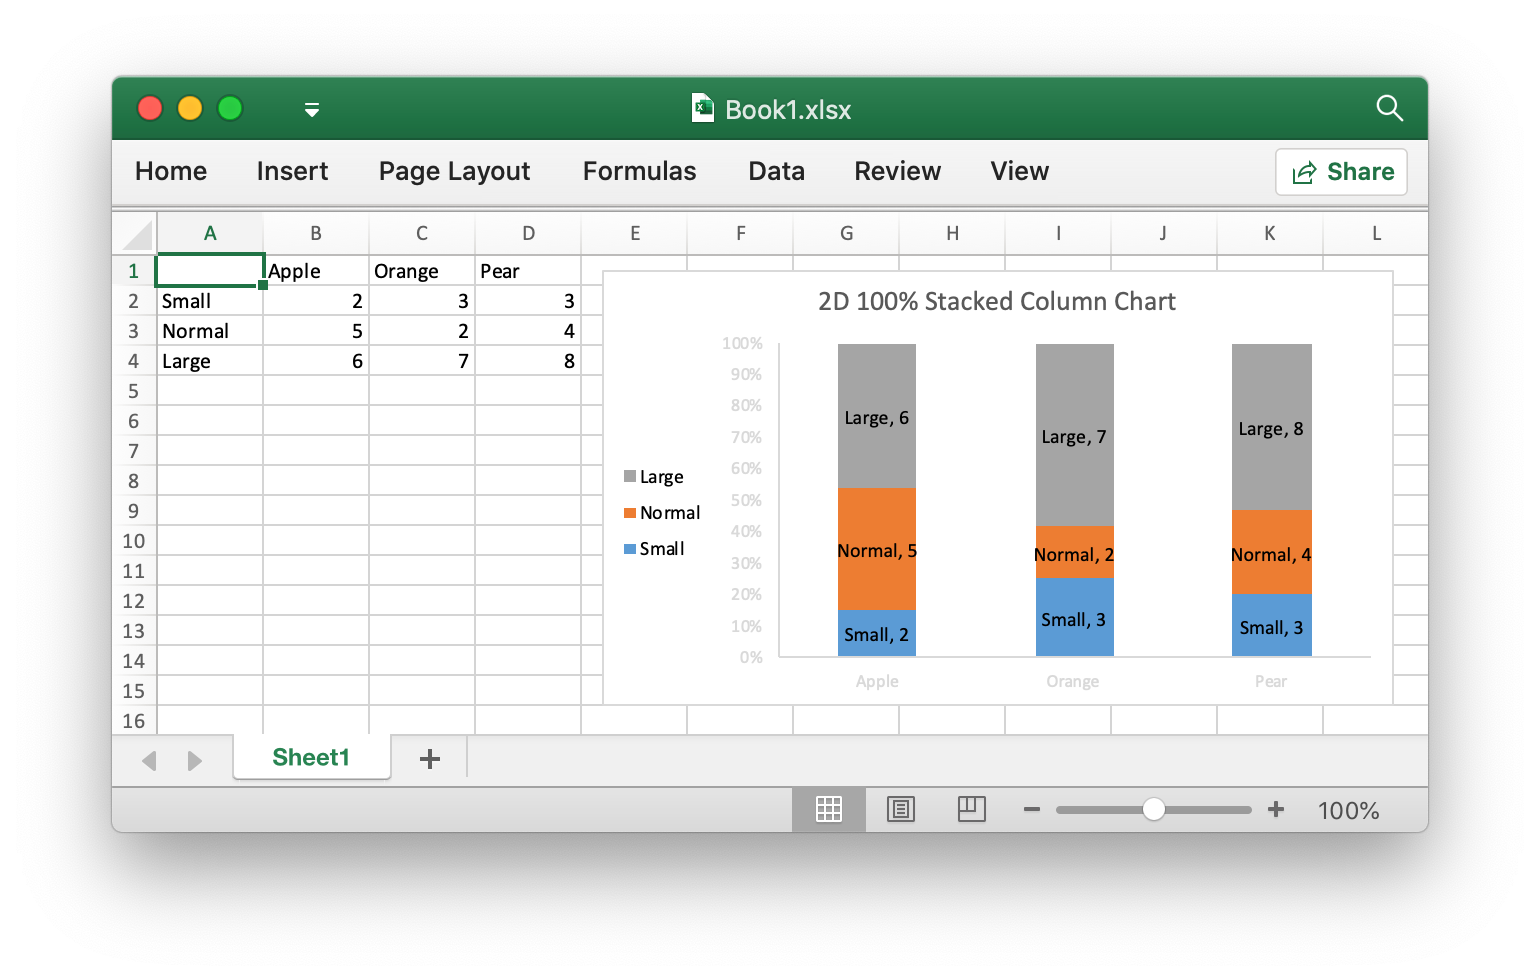 Book1.xlsx
Home Insert Page Layout Formulas Data Review View Share
A B C D E F G H I J K L
1 Apple Orange Pear
2 Small 2 3 3
3 Normal 5 2 4
4 Large 6 7 8
5
6
7
8
9
10
11
12
13
14
15
16
2D 100% Stacked Column Chart
100%
90%
80%
70%
60%
50%
40%
30%
20%
10%
0%
Large
Normal
Small
Large, 6
Large, 7
Large, 8
Normal, 5
Normal, 2
Normal, 4
Small, 2
Small, 3
Small, 3
Apple Orange Pear
Sheet1
100%